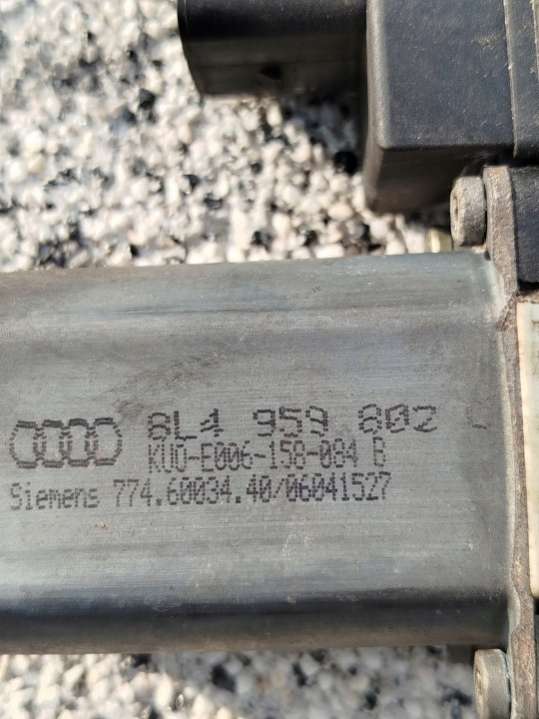 8L4 959 802 C
KUO-E006-158-084 B
Siemens 774.60034.40/06041527